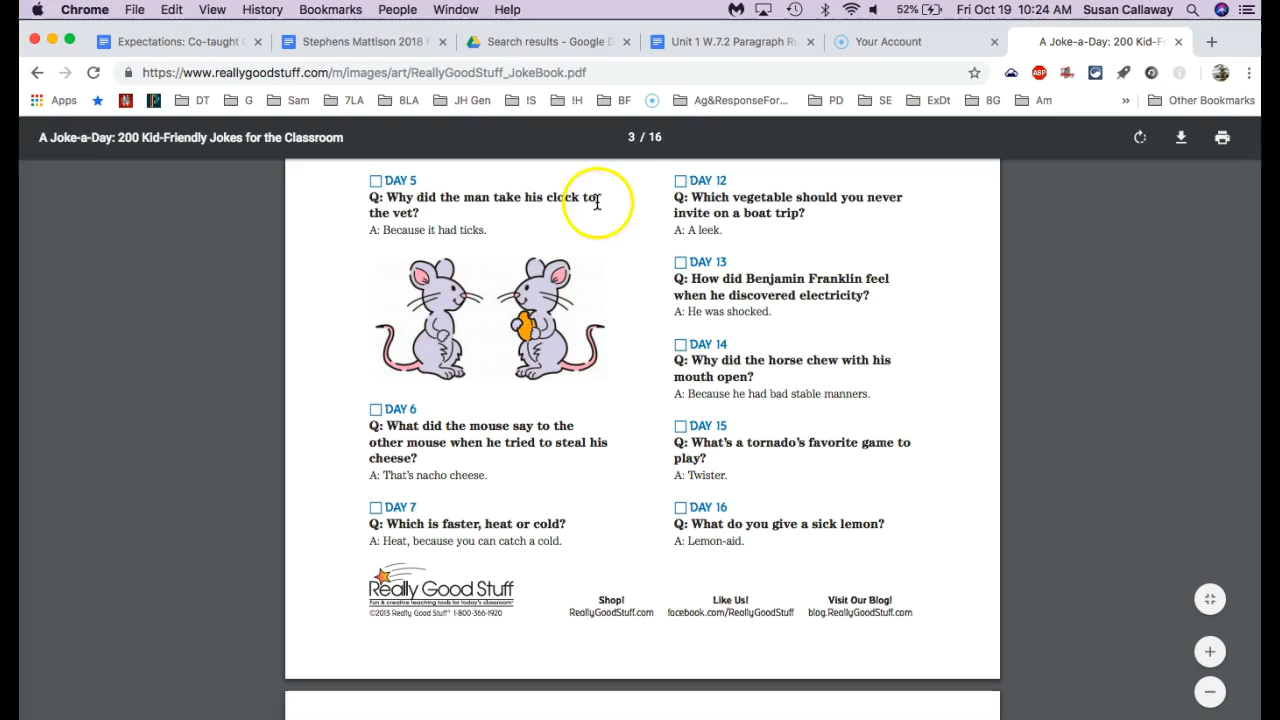 Chrome File Edit View History Bookmarks People Window Help 52% Fri Oct 19 10:24 AM Susan Callaway
Expectations: Co-taught Stephens Mattison 2018 Search results - Google Unit 1 W.7.2 Paragraph Your Account A Joke-a-Day: 200 Kid-Fr
https://www.reallygoodstuff.com/m/images/art/ReallyGoodStuff_JokeBook.pdf
Apps DT G Sam 7LA 8LA JH Gen !S !H BF Ag&ResponseFor... PD SE ExDt BG Am » Other Bookmarks
A Joke-a-Day: 200 Kid-Friendly Jokes for the Classroom 3 / 16
DAY 5
Q: Why did the man take his clock to
the vet?
A: Because it had ticks.
DAY 6
Q: What did the mouse say to the
other mouse when he tried to steal his
cheese?
A: That's nacho cheese.
DAY 7
Q: Which is faster, heat or cold?
A: Heat, because you can catch a cold.
DAY 12
Q: Which vegetable should you never
invite on a boat trip?
A: A leek.
DAY 13
Q: How did Benjamin Franklin feel
when he discovered electricity?
A: He was shocked.
DAY 14
Q: Why did the horse chew with his
mouth open?
A: Because he had bad stable manners.
DAY 15
Q: What's a tornado's favorite game to
play?
A: Twister.
DAY 16
Q: What do you give a sick lemon?
A: Lemon-aid.
Really Good Stuff
Fun & creative teaching tools for today's classroom
©2013 Really Good Stuff® 1-800-366-1920
Shop! Like Us! Visit Our Blog!
ReallyGoodStuff.com facebook.com/ReallyGoodStuff blog.ReallyGoodStuff.com